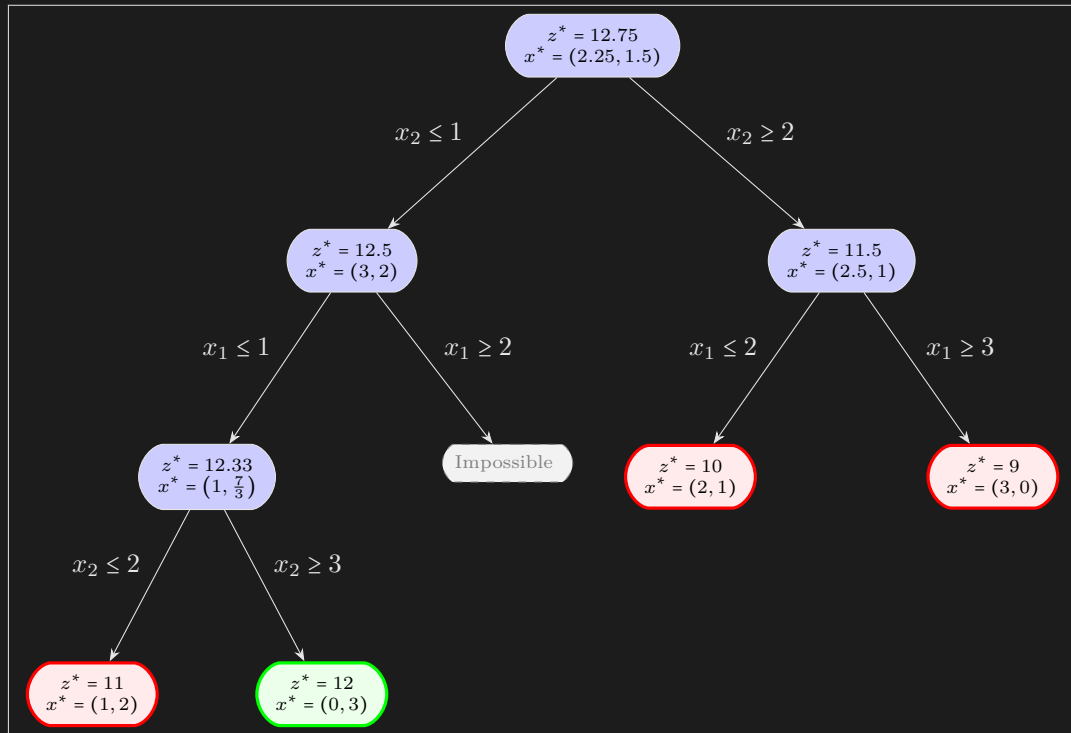 z* = 12.75
x* = (2.25, 1.5)
x₂ ≤ 1
x₂ ≥ 2
z* = 12.5
x* = (3, 2)
z* = 11.5
x* = (2.5, 1)
x₁ ≤ 1
x₁ ≥ 2
x₁ ≤ 2
x₁ ≥ 3
z* = 12.33
x* = (1, 7/3)
Impossible
z* = 10
x* = (2, 1)
z* = 9
x* = (3, 0)
x₂ ≤ 2
x₂ ≥ 3
z* = 11
x* = (1, 2)
z* = 12
x* = (0, 3)